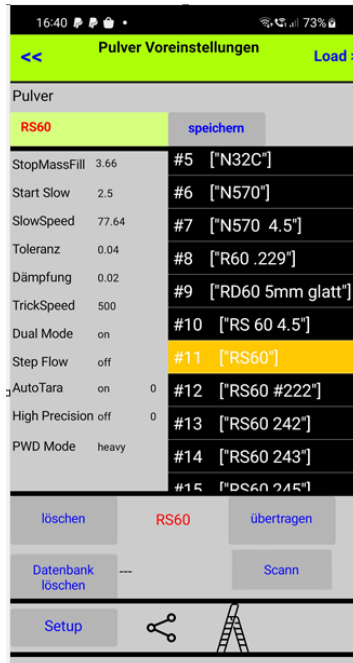 16:40 73%
<< Pulver Voreinstellungen Load >
Pulver
RS60 speichern
StopMassFill 3.66
Start Slow 2.5
SlowSpeed 77.64
Toleranz 0.04
Dämpfung 0.02
TrickSpeed 500
Dual Mode on
Step Flow off
AutoTara on 0
High Precision off 0
PWD Mode heavy
#5 ["N32C"]
#6 ["N570"]
#7 ["N570 4.5"]
#8 ["R60 .229"]
#9 ["RD60 5mm glatt"]
#10 ["RS 60 4.5"]
#11 ["RS60"]
#12 ["RS60 #222"]
#13 ["RS60 242"]
#14 ["RS60 243"]
#15 ["RS60 245"]
löschen RS60 übertragen
Datenbank löschen --- Scann
Setup